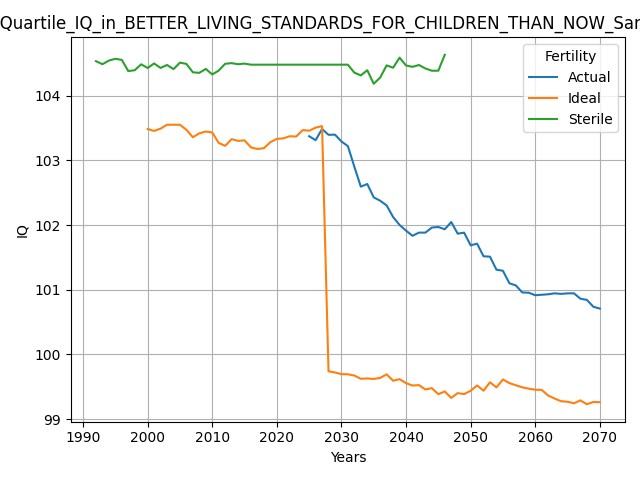 Quartile_IQ_in_BETTER_LIVING_STANDARDS_FOR_CHILDREN_THAN_NOW_Sar
Fertility
Actual
Ideal
Sterile
104
103
102
101
100
99
IQ
1990 2000 2010 2020 2030 2040 2050 2060 2070
Years